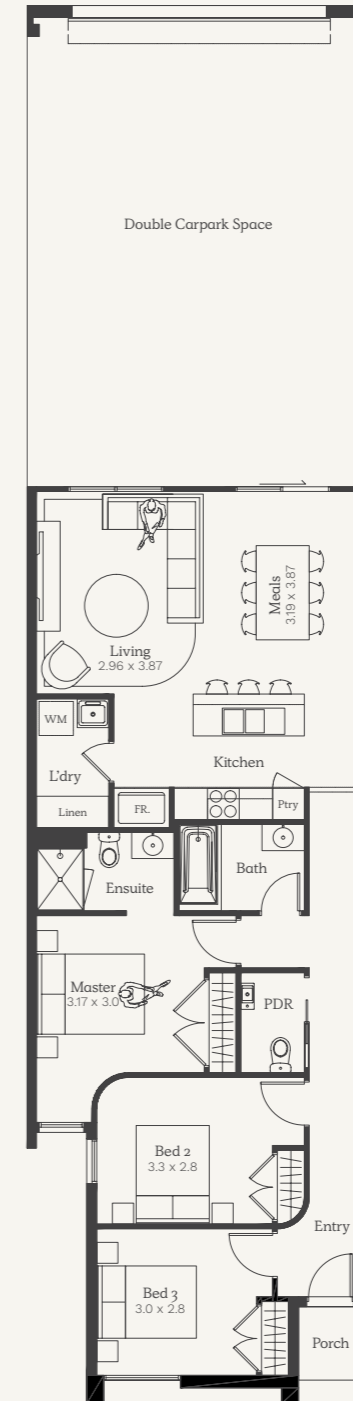 Double Carpark Space
Meals
3.19 x 3.87
Living
2.96 x 3.87
WM
L'dry
Kitchen
Linen
FR.
Ptry
Bath
Ensuite
Master
3.17 x 3.0
PDR
Bed 2
3.3 x 2.8
Entry
Bed 3
3.0 x 2.8
Porch